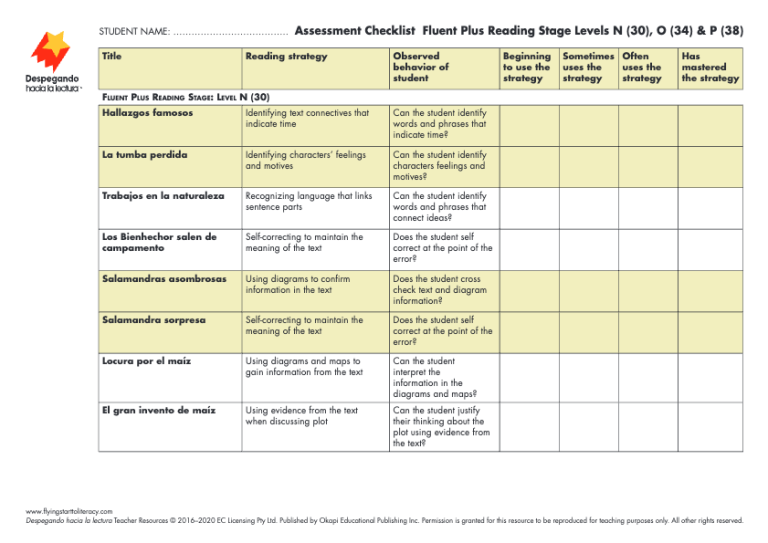 STUDENT NAME: ...................................... Assessment Checklist Fluent Plus Reading Stage Levels N (30), O (34) & P (38)
Despegando
hacia la lectura
Title Reading strategy Observed behavior of student Beginning to use the strategy Sometimes uses the strategy Often uses the strategy Has mastered the strategy
Fluent Plus Reading Stage: Level N (30)
Hallazgos famosos
Identifying text connectives that
indicate time
Can the student identify
words and phrases that
indicate time?
La tumba perdida
Identifying characters' feelings
and motives
Can the student identify
characters feelings and
motives?
Trabajos en la naturaleza
Recognizing language that links
sentence parts
Can the student identify
words and phrases that
connect ideas?
Los Bienhechor salen de
campamento
Self-correcting to maintain the
meaning of the text
Does the student self
correct at the point of the
error?
Salamandras asombrosas
Using diagrams to confirm
information in the text
Does the student cross
check text and diagram
information?
Salamandra sorpresa
Self-correcting to maintain the
meaning of the text
Does the student self
correct at the point of the
error?
Locura por el maíz
Using diagrams and maps to
gain information from the text
Can the student
interpret the
information in the
diagrams and maps?
El gran invento de maíz
Using evidence from the text
when discussing plot
Can the student justify
their thinking about the
plot using evidence from
the text?
www.flyingstarttoliteracy.com
Despegando hacia la lectura Teacher Resources © 2016–2020 EC Licensing Pty Ltd. Published by Okapi Educational Publishing Inc. Permission is granted for this resource to be reproduced for teaching purposes only. All other rights reserved.